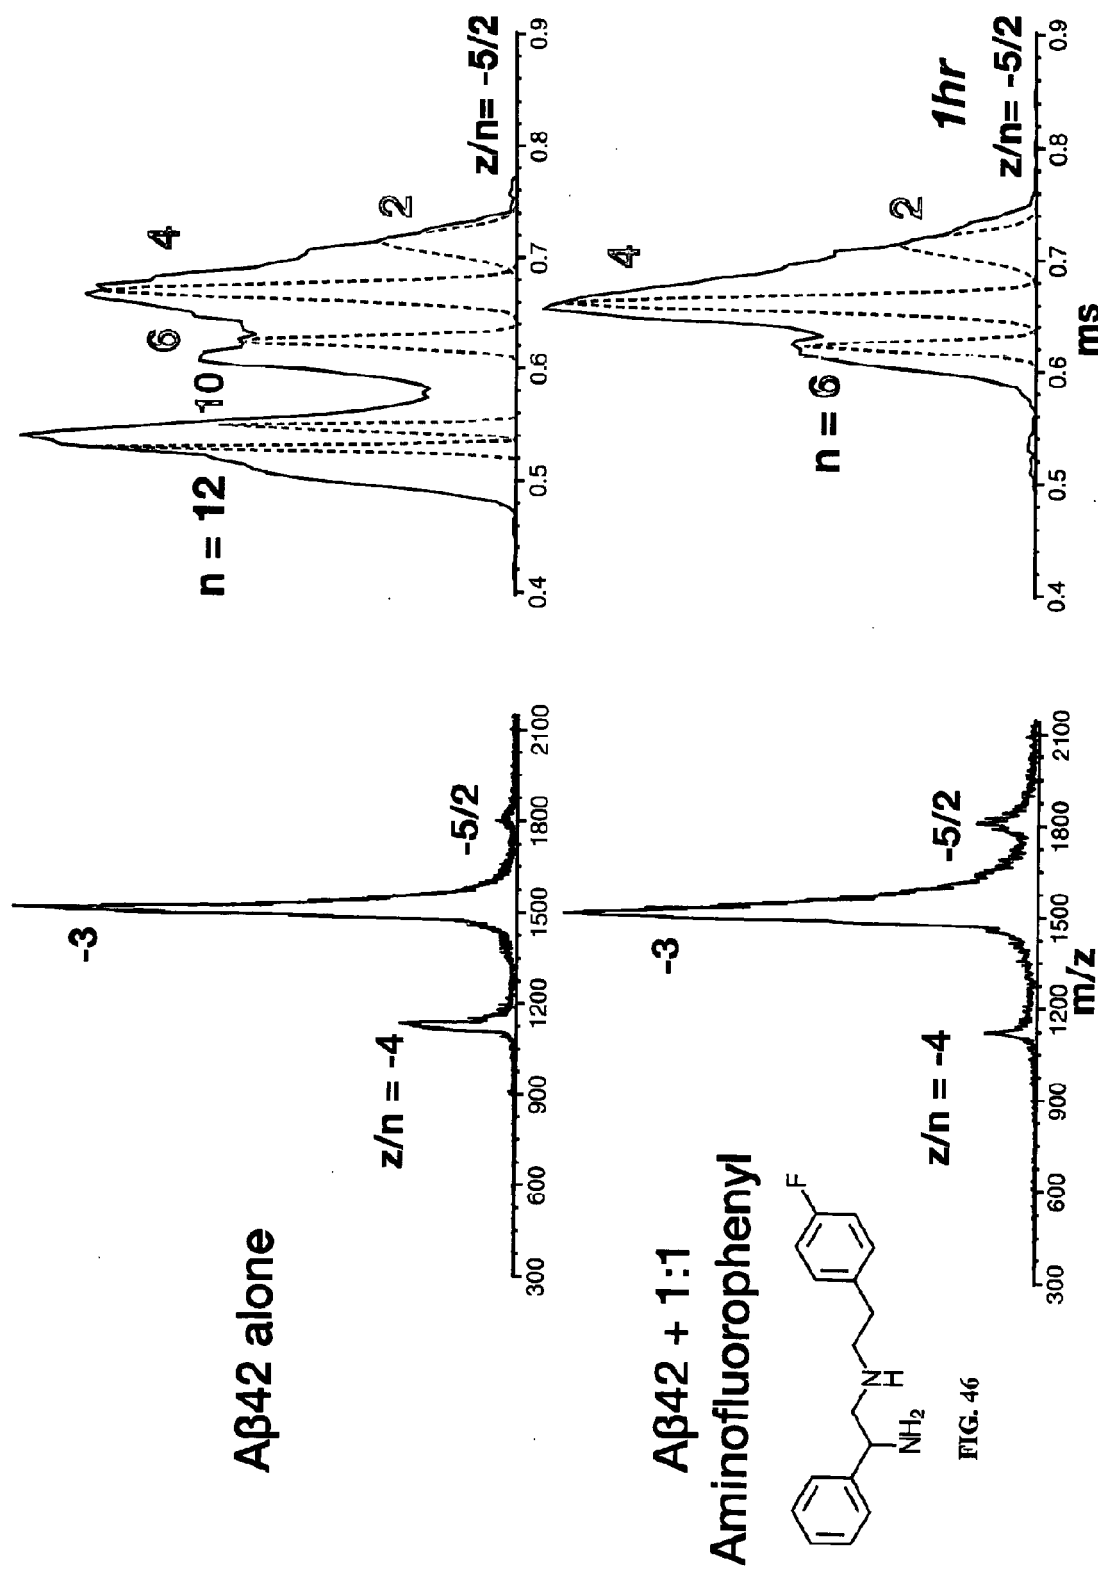 Aβ42 alone
z/n = -4
-3
-5/2
300 600 900 1200 1500 1800 2100
n = 12
10
6
4
2
z/n= -5/2
0.4 0.5 0.6 0.7 0.8 0.9
Aβ42 + 1:1
Aminofluorophenyl
F
N
H
NH2
FIG. 46
z/n = -4
-3
-5/2
300 600 900 1200 1500 1800 2100
m/z
n = 6
4
2
1hr
z/n= -5/2
0.4 0.5 0.6 0.7 0.8 0.9
ms